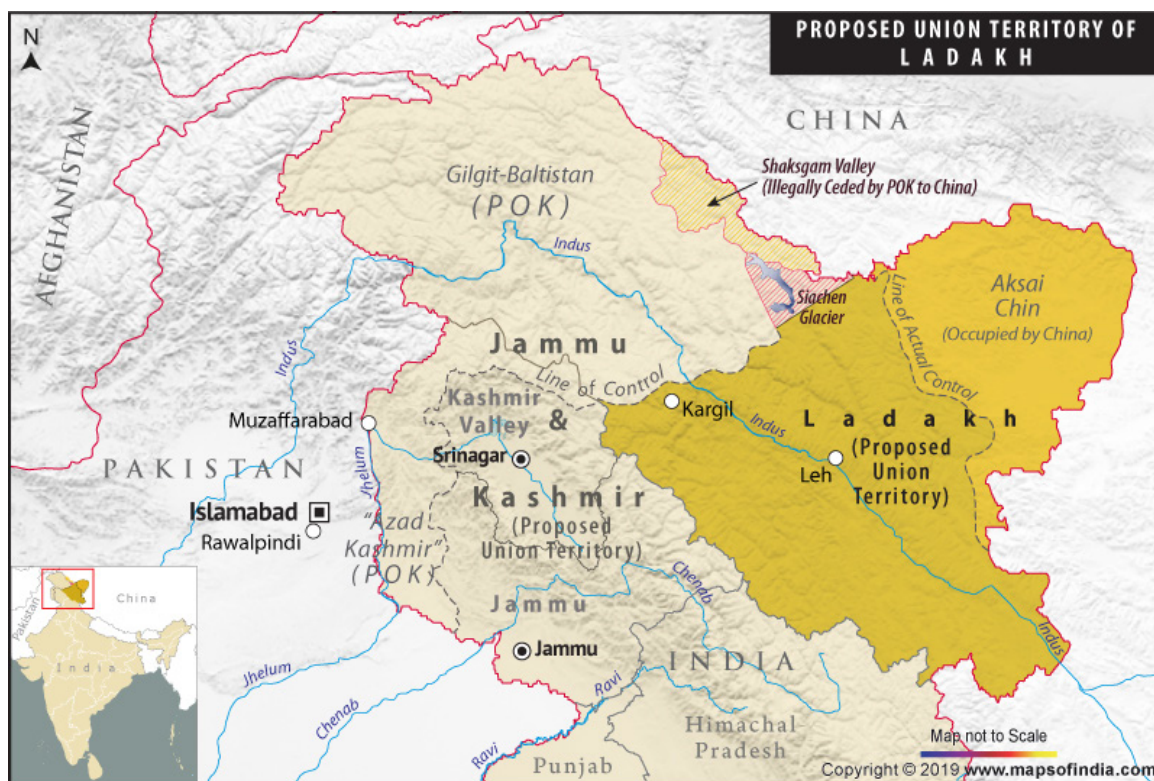 PROPOSED UNION TERRITORY OF
LADAKH
N
AFGHANISTAN
CHINA
Shaksgam Valley
(Illegally Ceded by POK to China)
Gilgit-Baltistan
(POK)
Indus
Indus
Siachen
Glacier
Aksai
Chin
(Occupied by China)
Line of Actual Control
Jammu
Line of Control
Indus
Kashmir
Valley
&
Kargil
Muzaffarabad
Indus
Ladakh
(Proposed
Union
Territory)
Srinagar
Leh
PAKISTAN
Jhelum
Kashmir
(Proposed
Union Territory)
Islamabad
Rawalpindi
"Azad
Kashmir"
(POK)
Chenab
Jammu
Jammu
INDIA
Indus
Jhelum
Chenab
Ravi
Ravi
Himachal
Pradesh
Punjab
Pakistan
China
India
Map not to Scale
Copyright © 2019 www.mapsofindia.com